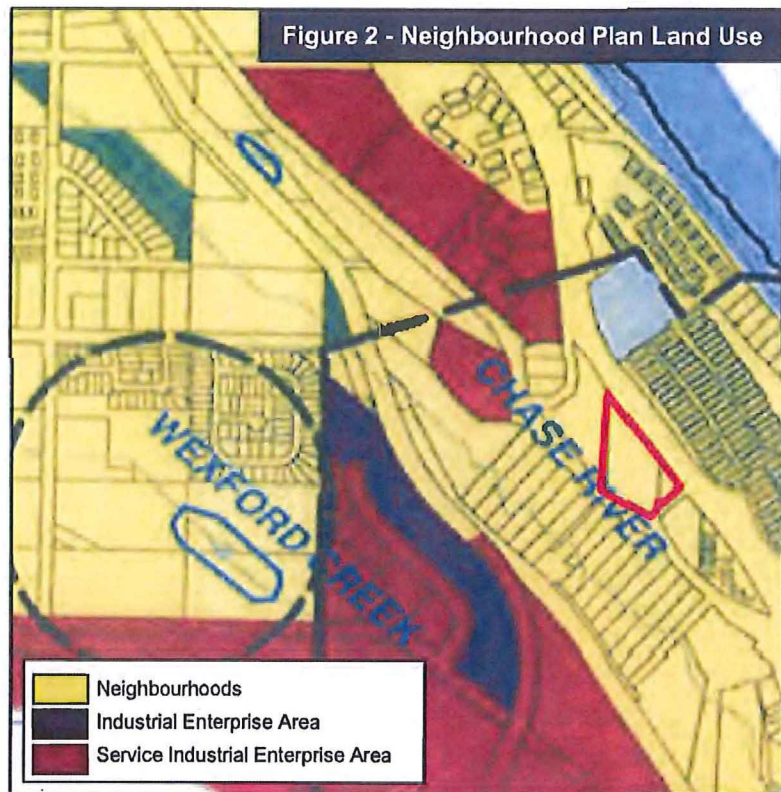 Figure 2 - Neighbourhood Plan Land Use
CHASE RIVER
WEXFORD CREEK
Neighbourhoods
Industrial Enterprise Area
Service Industrial Enterprise Area